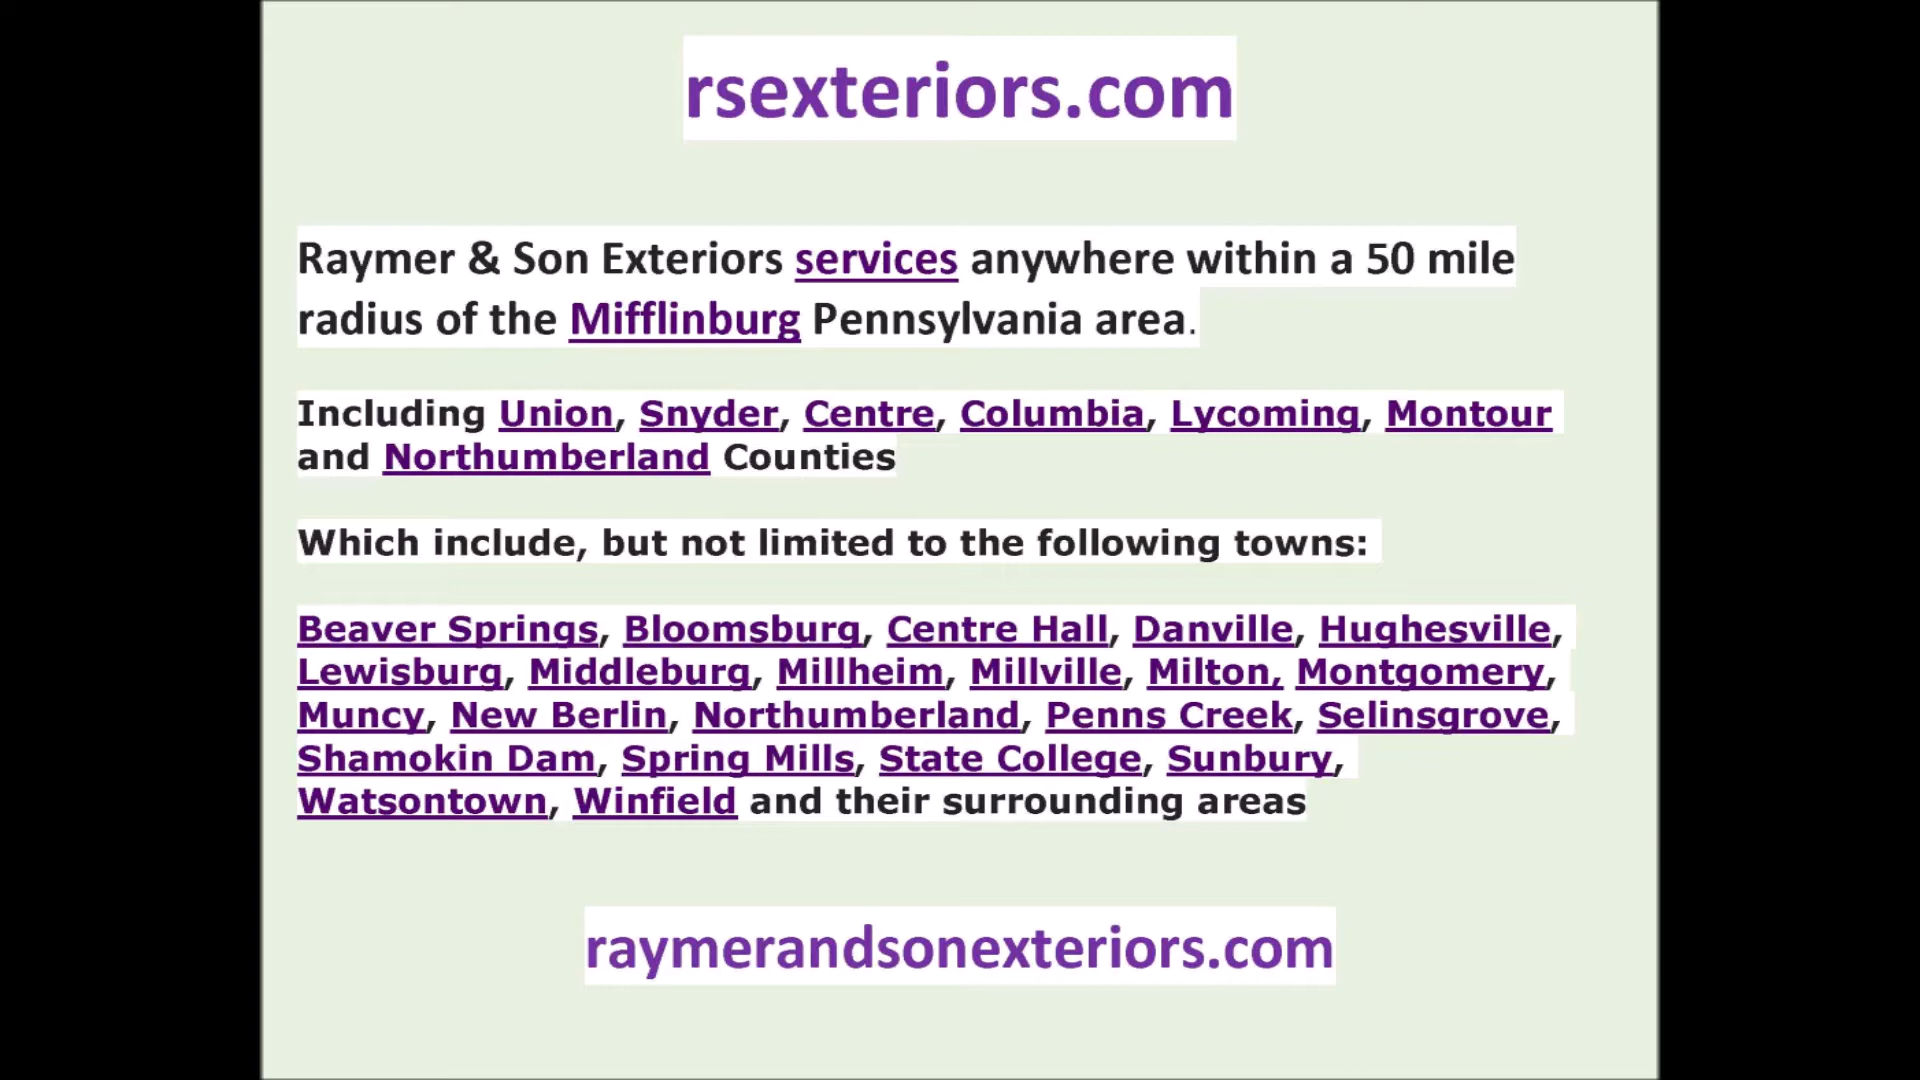 rsexteriors.com
Raymer & Son Exteriors services anywhere within a 50 mile
radius of the Mifflinburg Pennsylvania area.
Including Union, Snyder, Centre, Columbia, Lycoming, Montour
and Northumberland Counties
Which include, but not limited to the following towns:
Beaver Springs, Bloomsburg, Centre Hall, Danville, Hughesville,
Lewisburg, Middleburg, Millheim, Millville, Milton, Montgomery,
Muncy, New Berlin, Northumberland, Penns Creek, Selinsgrove,
Shamokin Dam, Spring Mills, State College, Sunbury,
Watsontown, Winfield and their surrounding areas
raymerandsonexteriors.com